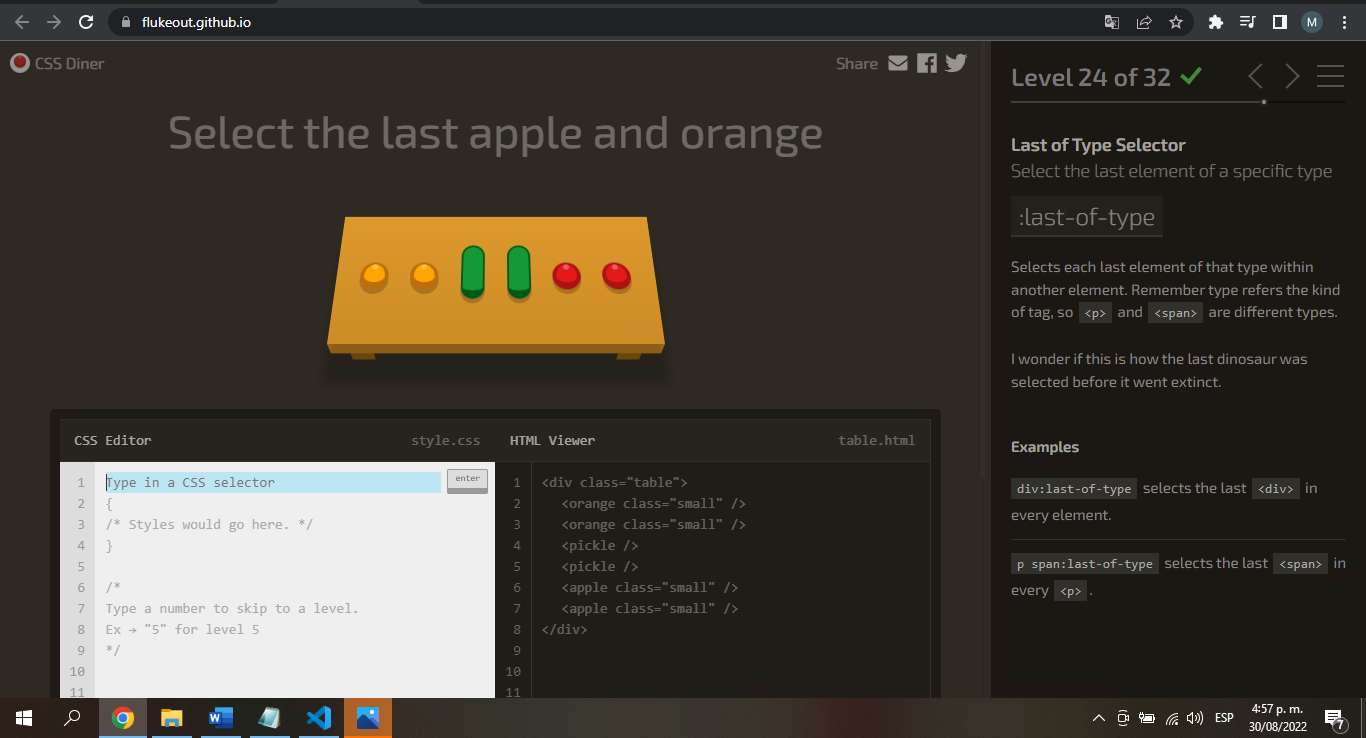 flukeout.github.io
M
CSS Diner
Share
Level 24 of 32
Select the last apple and orange
Last of Type Selector
Select the last element of a specific type
:last-of-type
Selects each last element of that type within
another element. Remember type refers the kind
of tag, so <p> and <span> are different types.
I wonder if this is how the last dinosaur was
selected before it went extinct.
Examples
div:last-of-type selects the last <div> in
every element.
p span:last-of-type selects the last <span> in
every <p> .
CSS Editor
style.css
1 Type in a CSS selector
enter
2 {
3 /* Styles would go here. */
4 }
5
6 /*
7 Type a number to skip to a level.
8 Ex → "5" for level 5
9 */
10
11
HTML Viewer
table.html
1 <div class="table">
2 <orange class="small" />
3 <orange class="small" />
4 <pickle />
5 <pickle />
6 <apple class="small" />
7 <apple class="small" />
8 </div>
9
10
11
W
ESP
4:57 p. m.
30/08/2022
7